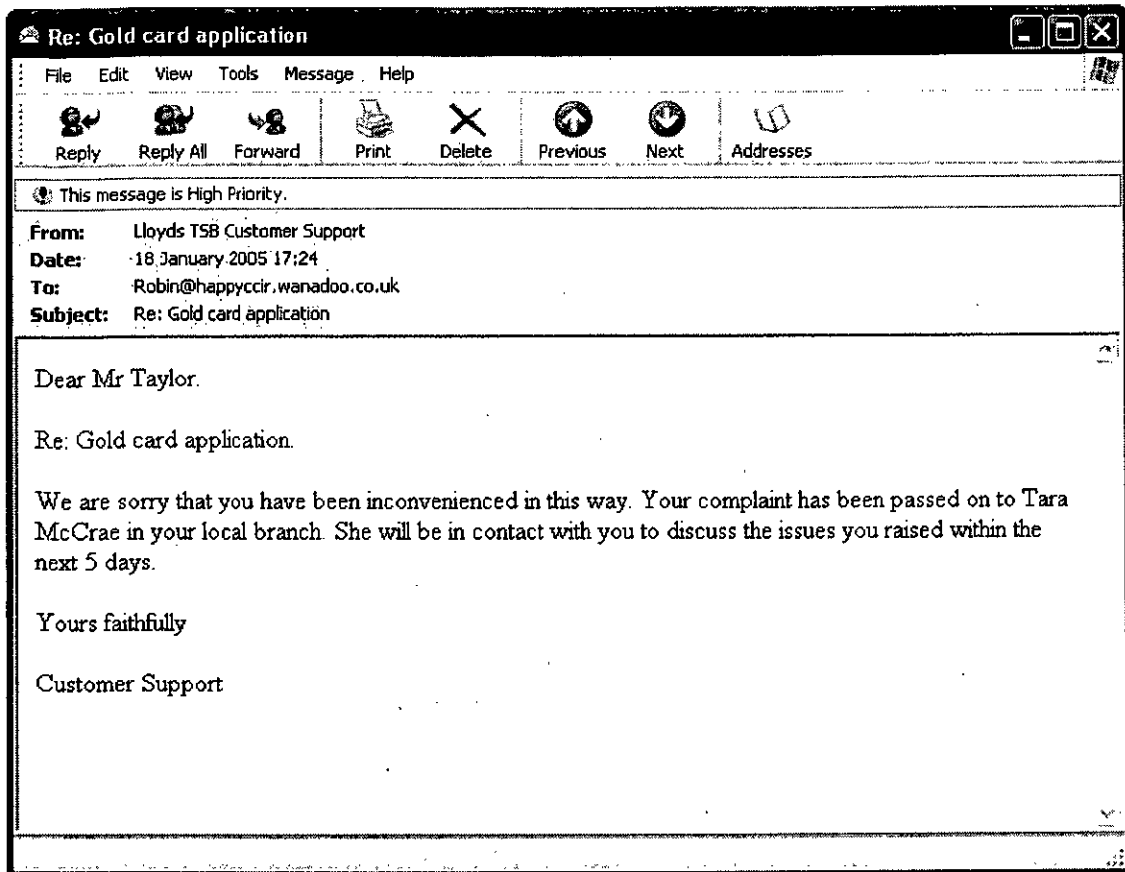 Re: Gold card application
File Edit View Tools Message Help
Reply Reply All Forward Print Delete Previous Next Addresses
This message is High Priority.
From: Lloyds TSB Customer Support
Date: 18 January 2005 17:24
To: Robin@happyccir.wanadoo.co.uk
Subject: Re: Gold card application
Dear Mr Taylor.
Re: Gold card application.
We are sorry that you have been inconvenienced in this way. Your complaint has been passed on to Tara
McCrae in your local branch. She will be in contact with you to discuss the issues you raised within the
next 5 days.
Yours faithfully
Customer Support